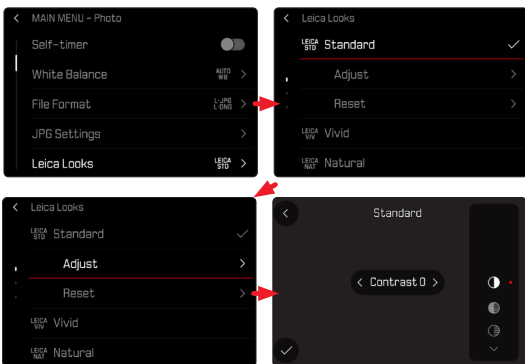 MAIN MENU - Photo
Self-timer
White Balance AUTO WB
File Format L-JPG L-DNG
JPG Settings
Leica Looks LEICA STD
Leica Looks
LEICA STD Standard
Adjust
Reset
LEICA VIV Vivid
LEICA NAT Natural
Leica Looks
LEICA STD Standard
Adjust
Reset
LEICA VIV Vivid
LEICA NAT Natural
Standard
Contrast 0